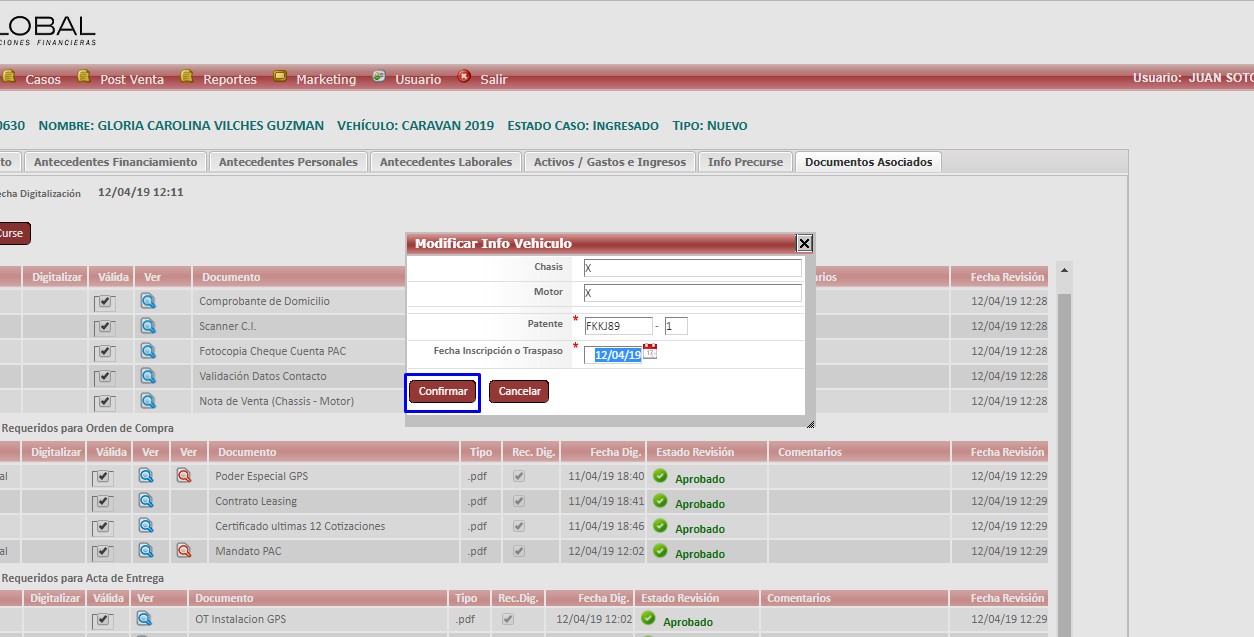 LOBAL
CIONES FINANCIERAS
Casos Post Venta Reportes Marketing Usuario Salir Usuario: JUAN SOTO
0630 NOMBRE: GLORIA CAROLINA VILCHES GUZMAN VEHÍCULO: CARAVAN 2019 ESTADO CASO: INGRESADO TIPO: NUEVO
to Antecedentes Financiamiento Antecedentes Personales Antecedentes Laborales Activos / Gastos e Ingresos Info Precurse Documentos Asociados
echa Digitalización 12/04/19 12:11
Curse
Modificar Info Vehiculo
Chasis X
Motor X
Patente * FKKJ89 - 1
Fecha Inscripción o Traspaso * 12/04/19
Confirmar Cancelar
Digitalizar Válida Ver Documento arios Fecha Revisión
Comprobante de Domicilio 12/04/19 12:28
Scanner C.I. 12/04/19 12:28
Fotocopia Cheque Cuenta PAC 12/04/19 12:28
Validación Datos Contacto 12/04/19 12:28
Nota de Venta (Chassis - Motor) 12/04/19 12:28
Requeridos para Orden de Compra
Digitalizar Válida Ver Ver Documento Tipo Rec. Dig. Fecha Dig. Estado Revisión Comentarios Fecha Revisión
al Poder Especial GPS .pdf 11/04/19 18:40 Aprobado 12/04/19 12:29
Contrato Leasing .pdf 11/04/19 18:41 Aprobado 12/04/19 12:29
Certificado ultimas 12 Cotizaciones .pdf 11/04/19 18:46 Aprobado 12/04/19 12:29
al Mandato PAC .pdf 12/04/19 12:02 Aprobado 12/04/19 12:29
Requeridos para Acta de Entrega
Digitalizar Válida Ver Documento Tipo Rec.Dig. Fecha Dig. Estado Revisión Comentarios Fecha Revisión
OT Instalacion GPS .pdf 12/04/19 12:02 Aprobado 12/04/19 12:29